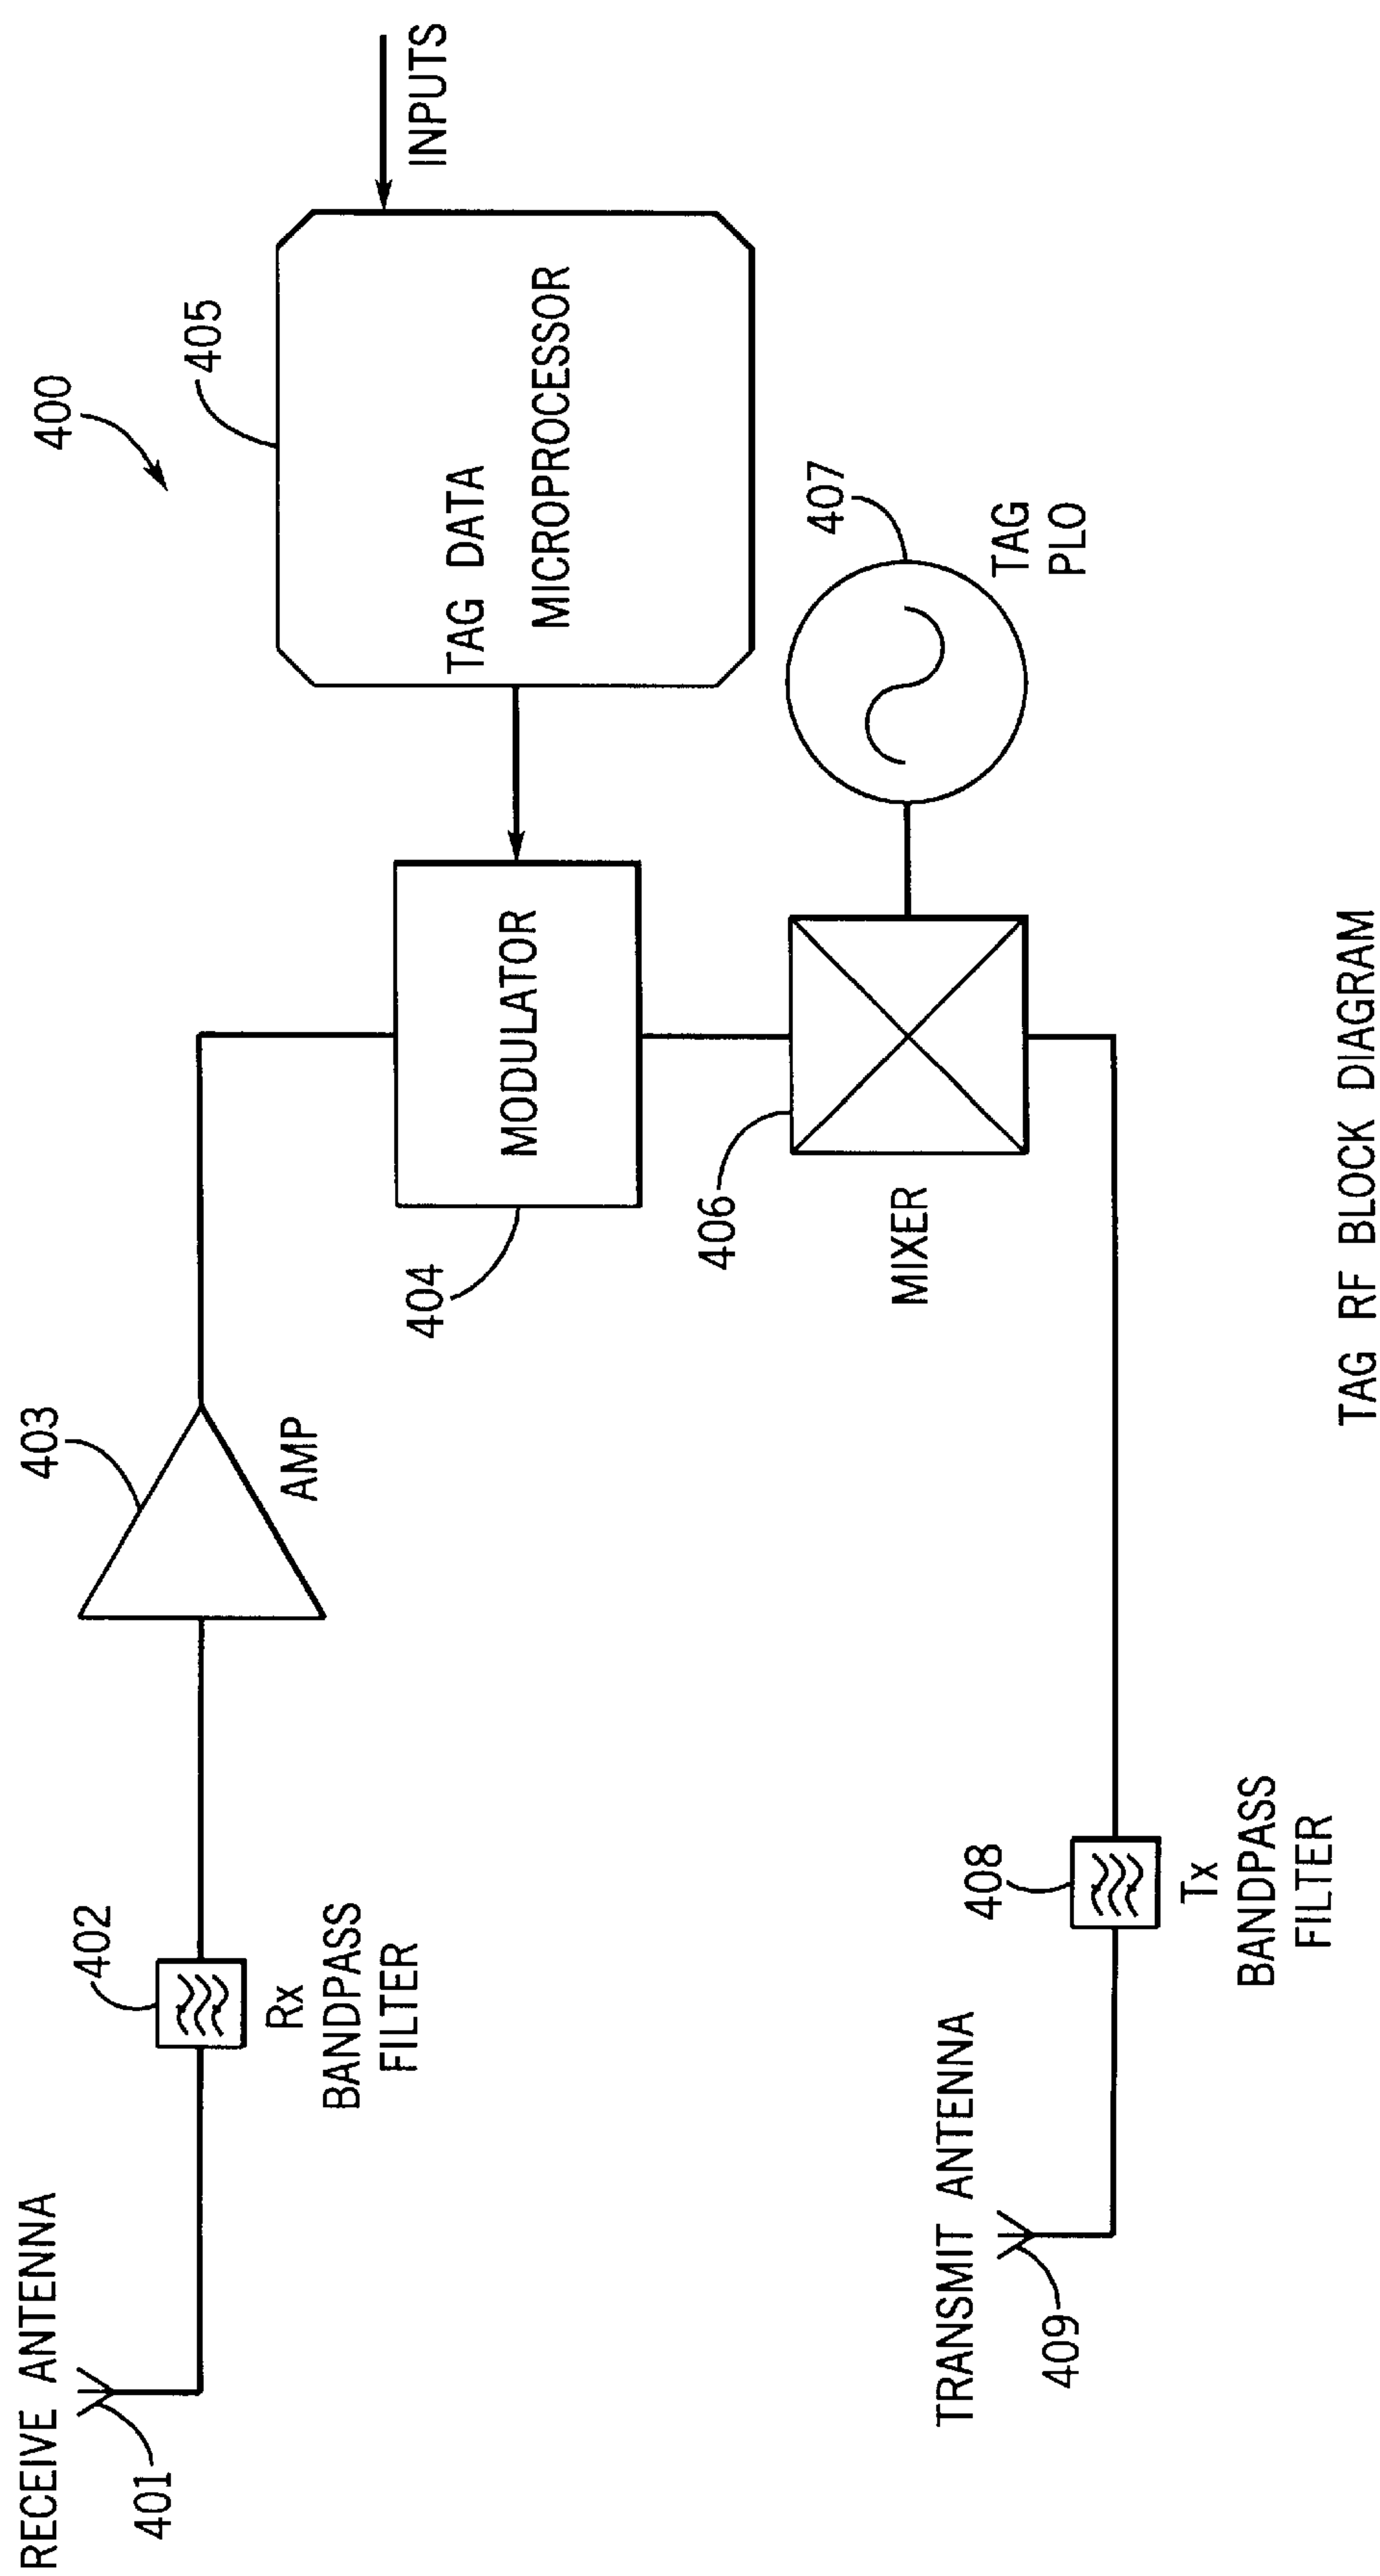 400
RECEIVE ANTENNA
401
402
Rx
BANDPASS
FILTER
403
AMP
405
TAG DATA
MICROPROCESSOR
INPUTS
404
MODULATOR
406
MIXER
407
TAG
PLO
TRANSMIT ANTENNA
409
408
Tx
BANDPASS
FILTER
TAG RF BLOCK DIAGRAM